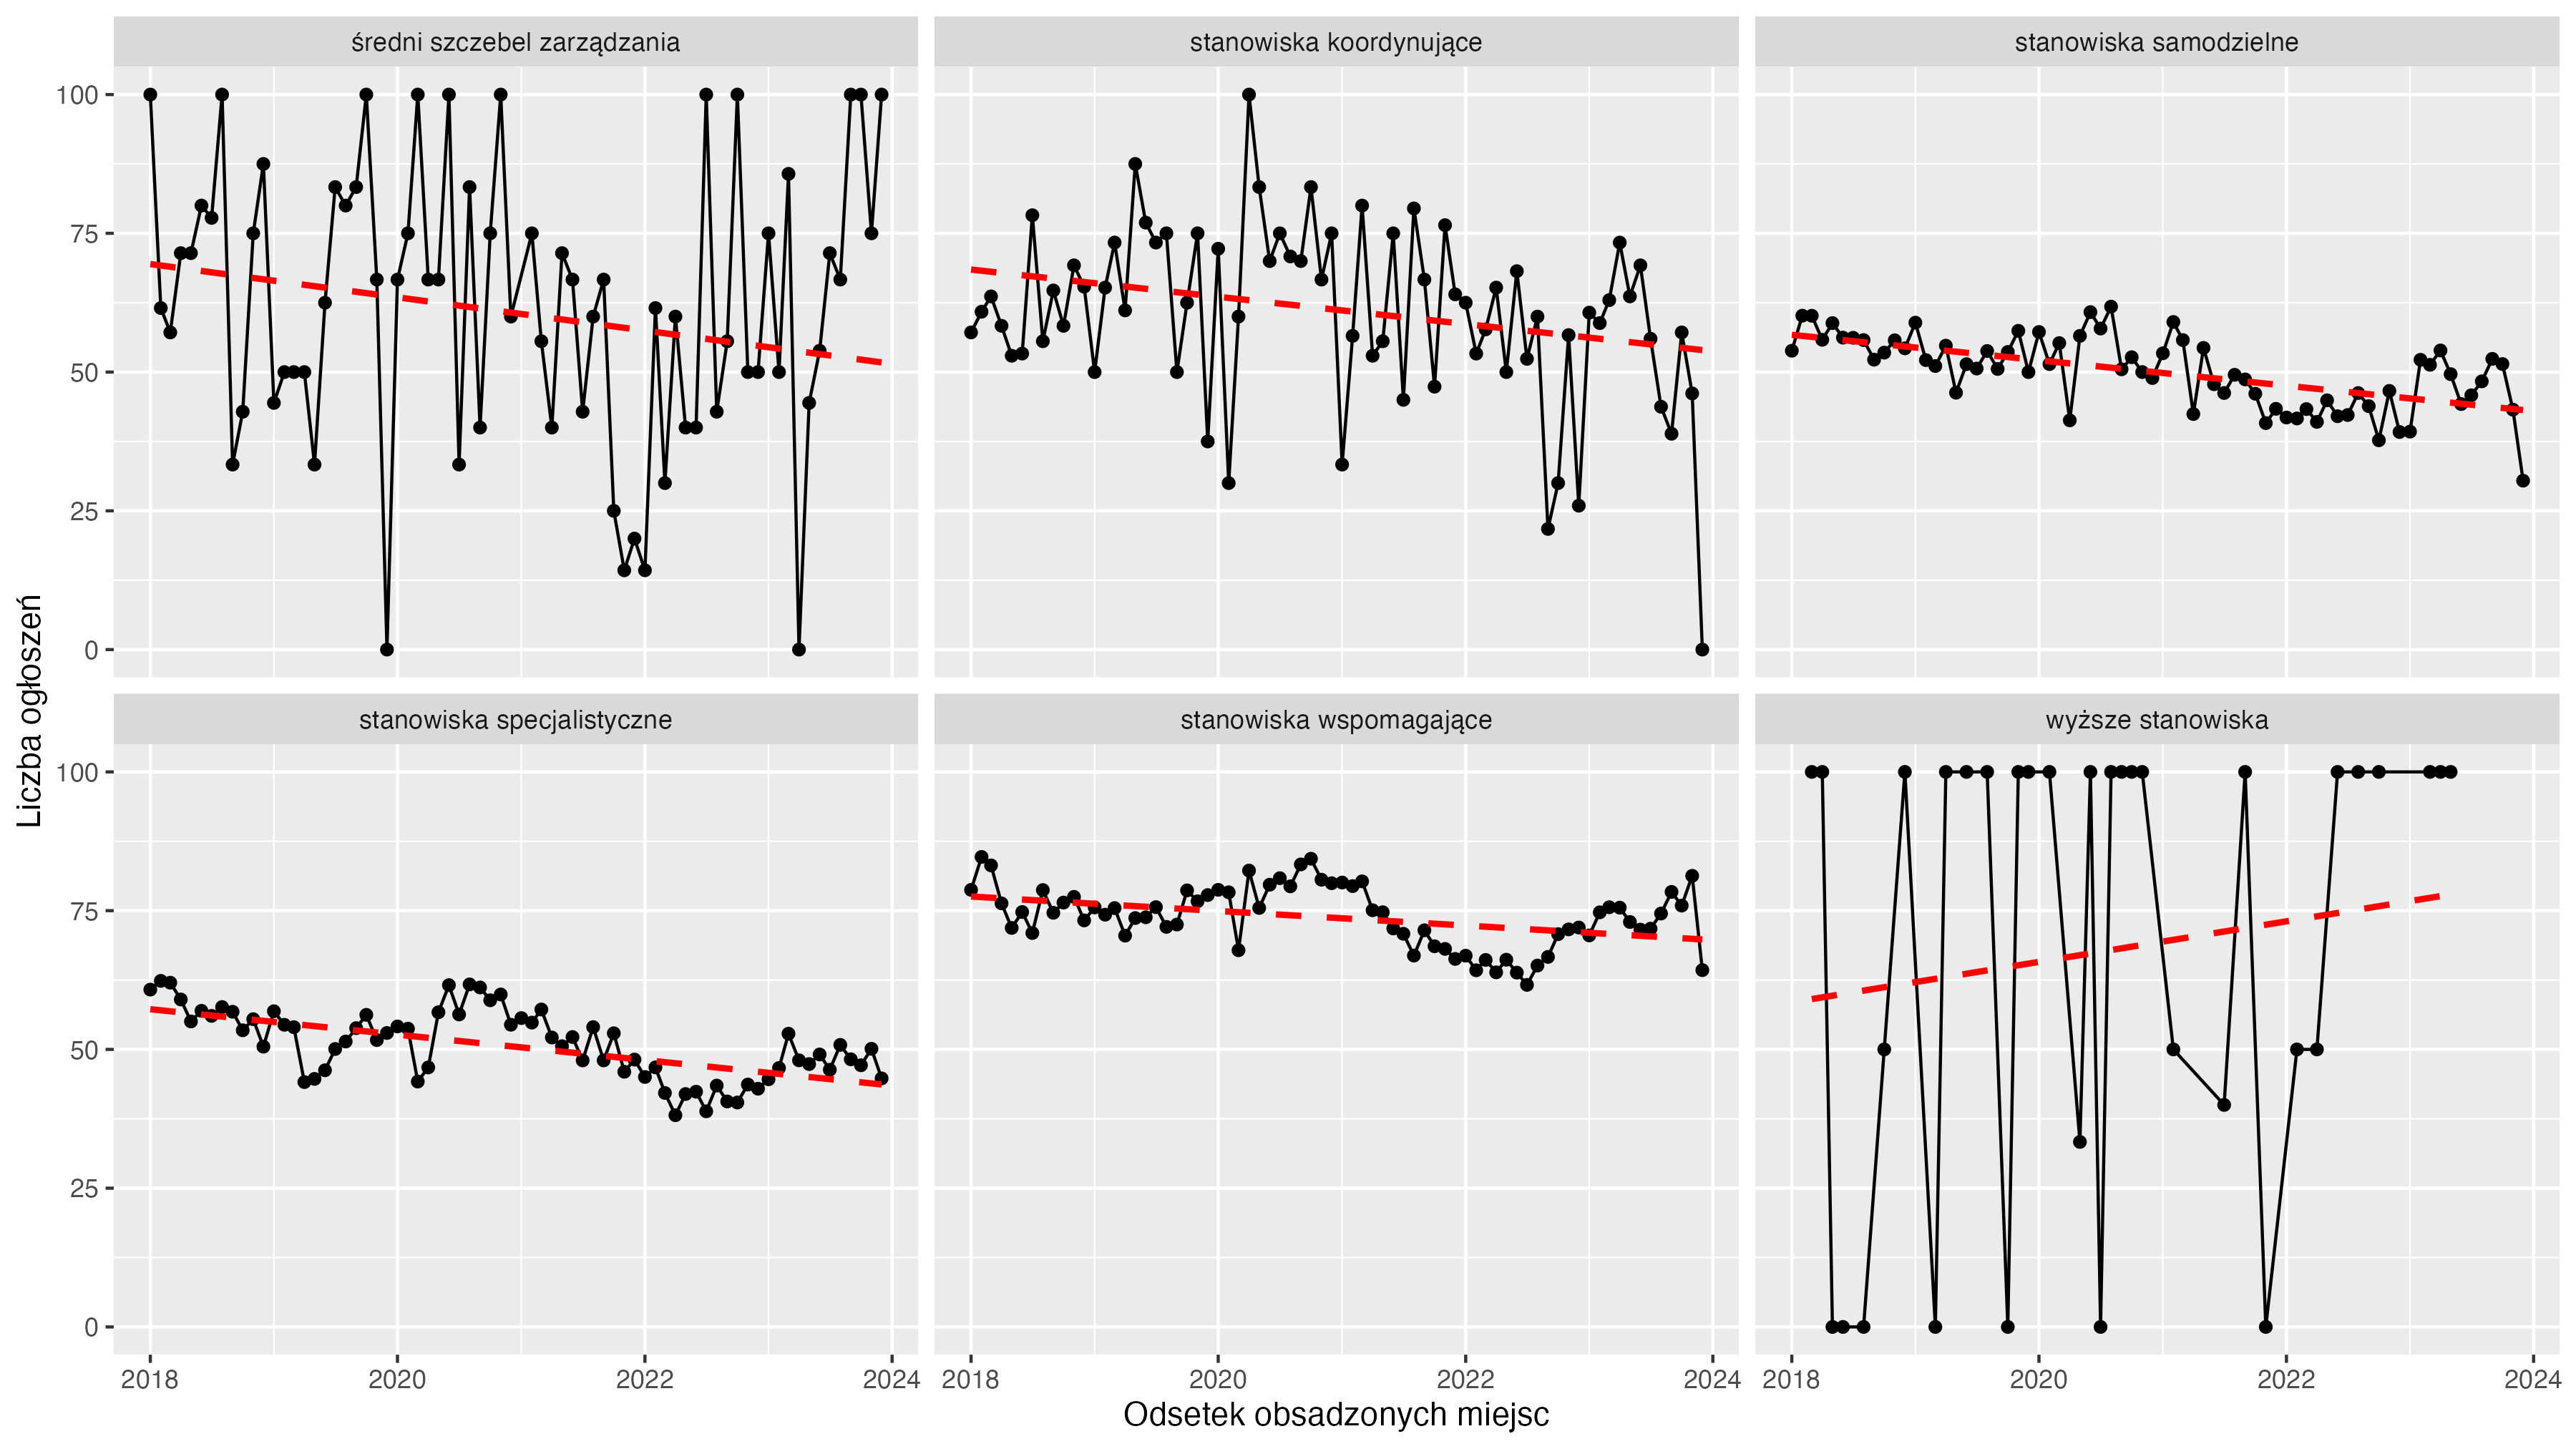 średni szczebel zarządzania
stanowiska koordynujące
stanowiska samodzielne
100
75
50
25
0
Liczba ogłoszeń
stanowiska specjalistyczne
stanowiska wspomagające
wyższe stanowiska
100
75
50
25
0
2018 2020 2022 2024
2018 2020 2022 2024
2018 2020 2022 2024
Odsetek obsadzonych miejsc